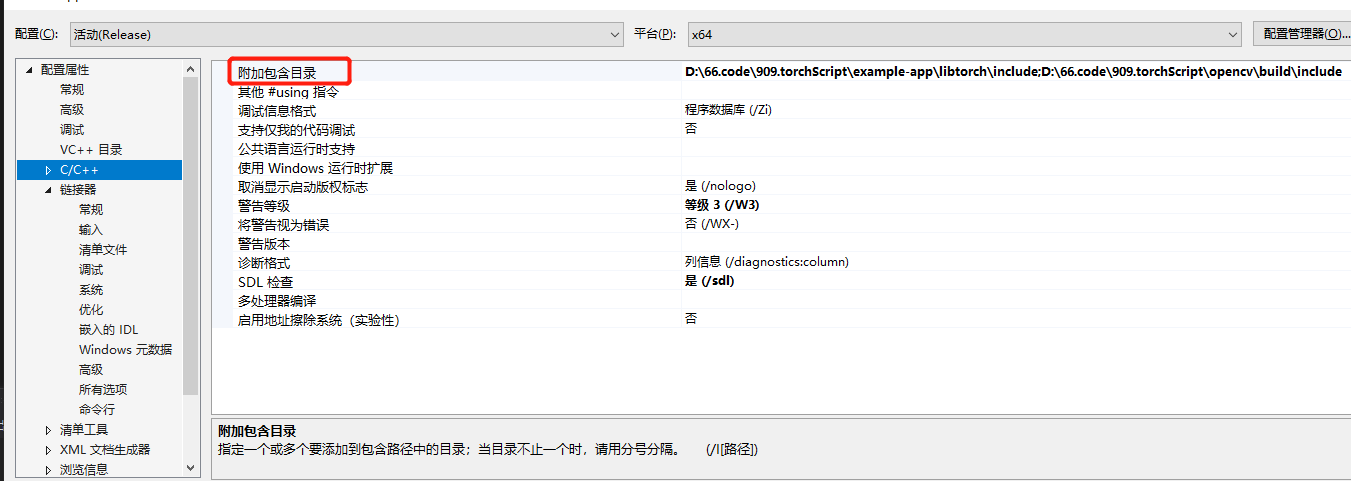 配置(C):
活动(Release)
平台(P):
x64
配置管理器(O)...
配置属性
常规
高级
调试
VC++ 目录
C/C++
链接器
常规
输入
清单文件
调试
系统
优化
嵌入的 IDL
Windows 元数据
高级
所有选项
命令行
清单工具
XML 文档生成器
浏览信息
附加包含目录 D:\66.code\909.torchScript\example-app\libtorch\include;D:\66.code\909.torchScript\opencv\build\include
其他 #using 指令
调试信息格式 程序数据库 (/Zi)
支持仅我的代码调试 否
公共语言运行时支持
使用 Windows 运行时扩展
取消显示启动版权标志 是 (/nologo)
警告等级 等级 3 (/W3)
将警告视为错误 否 (/WX-)
警告版本
诊断格式 列信息 (/diagnostics:column)
SDL 检查 是 (/sdl)
多处理器编译
启用地址擦除系统（实验性） 否
附加包含目录
指定一个或多个要添加到包含路径中的目录；当目录不止一个时，请用分号分隔。 (/I[路径])